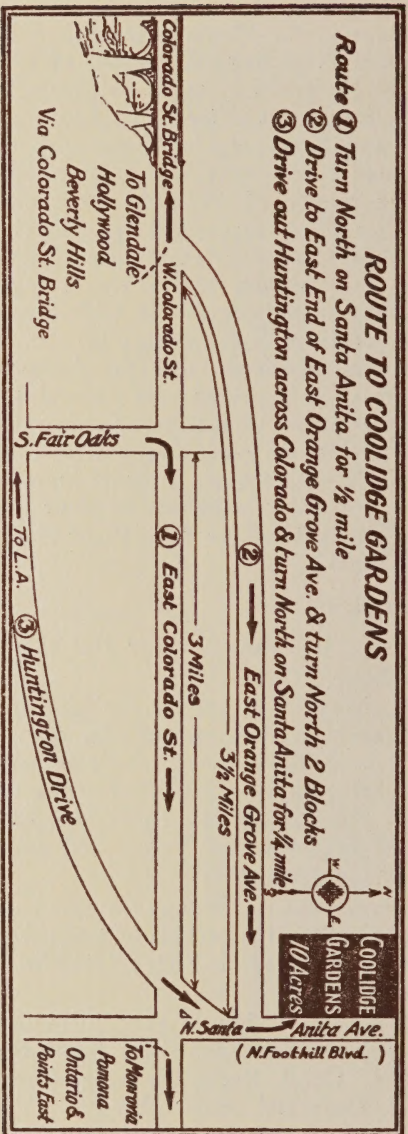 ROUTE TO COOLIDGE GARDENS
Route ① Turn North on Santa Anita for ½ mile
② Drive to East End of East Orange Grove Ave. & turn North 2 Blocks
③ Drive out Huntington across Colorado & turn North on Santa Anita for ¼ mile
N
W
E
S
COOLIDGE
GARDENS
10 Acres
Colorado St. Bridge
W. Colorado St.
To Glendale
Hollywood
Beverly Hills
Via Colorado St. Bridge
S. Fair Oaks
② East Orange Grove Ave.
3½ Miles
3 Miles
① East Colorado St.
To L.A.
③ Huntington Drive
N. Santa Anita Ave.
(N. Foothill Blvd. )
To Monrovia
Pomona
Ontario &
Points East